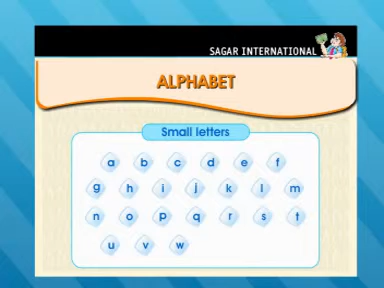 SAGAR INTERNATIONAL
ALPHABET
Small letters
a b c d e f
g h i j k l m
n o p q r s t
u v w